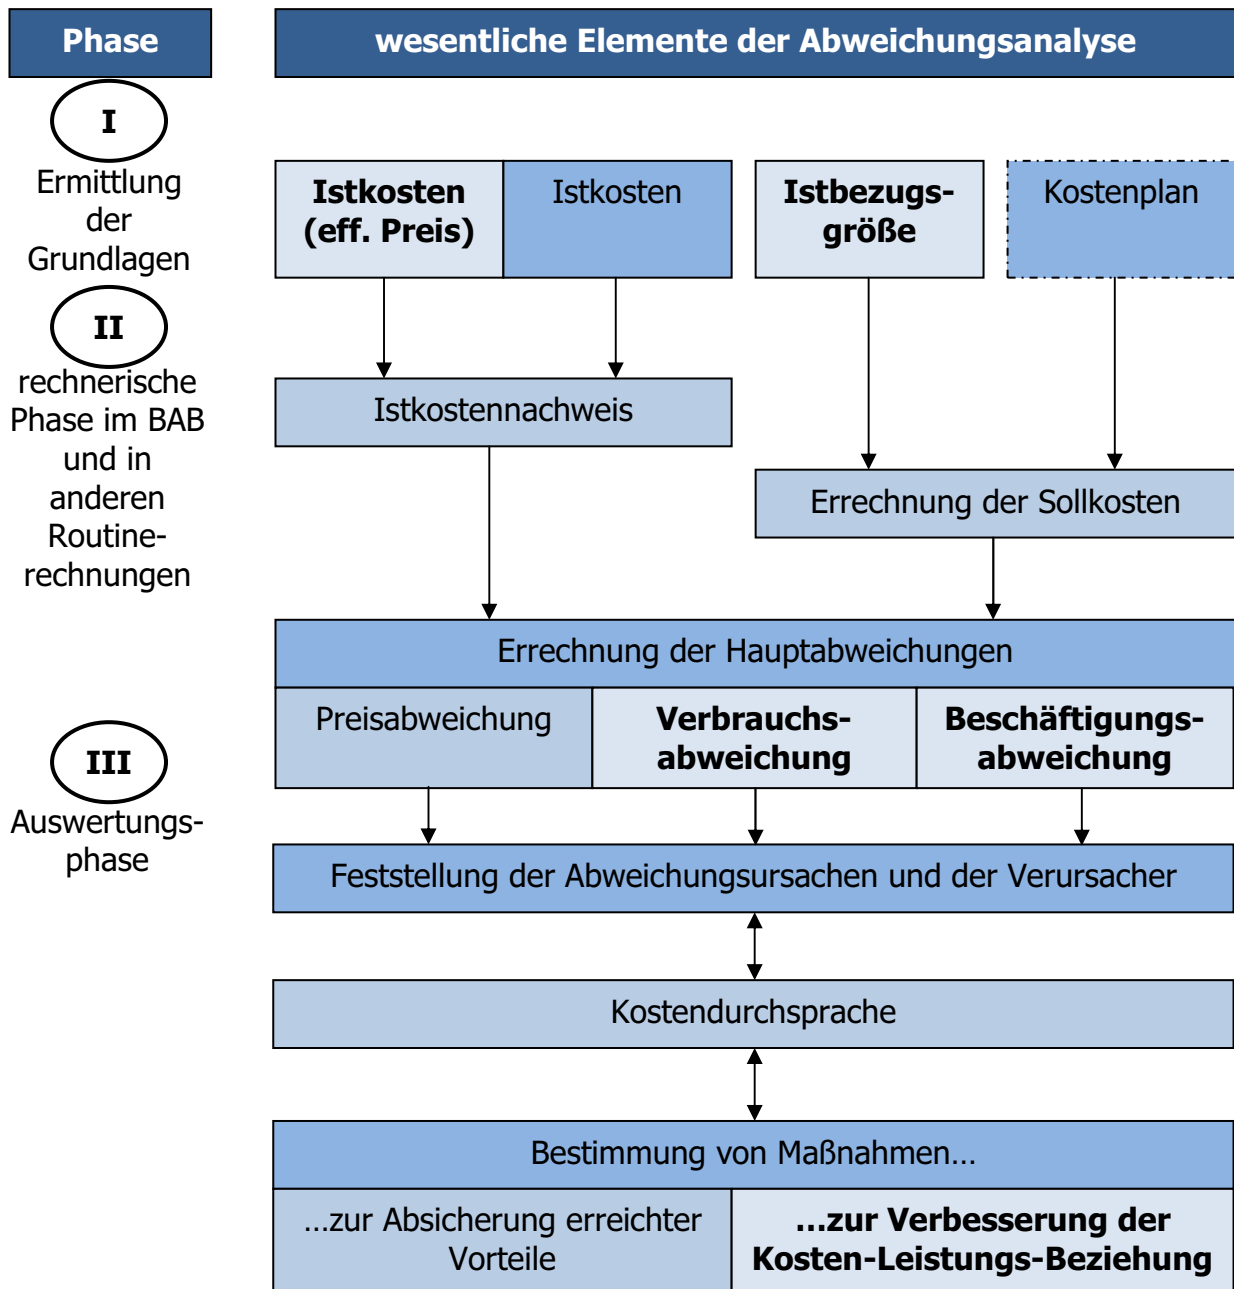 Phase
wesentliche Elemente der Abweichungsanalyse
I
Ermittlung
der
Grundlagen
Istkosten
(eff. Preis)
Istkosten
Istbezugs-
größe
Kostenplan
II
rechnerische
Phase im BAB
und in
anderen
Routine-
rechnungen
Istkostennachweis
Errechnung der Sollkosten
Errechnung der Hauptabweichungen
Preisabweichung
Verbrauchs-
abweichung
Beschäftigungs-
abweichung
III
Auswertungs-
phase
Feststellung der Abweichungsursachen und der Verursacher
Kostendurchsprache
Bestimmung von Maßnahmen…
…zur Absicherung erreichter
Vorteile
…zur Verbesserung der
Kosten-Leistungs-Beziehung